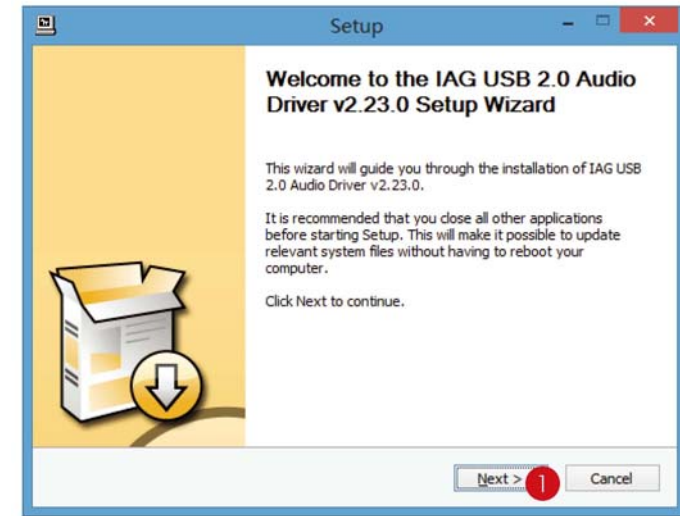 Setup
Welcome to the IAG USB 2.0 Audio
Driver v2.23.0 Setup Wizard
This wizard will guide you through the installation of IAG USB
2.0 Audio Driver v2.23.0.
It is recommended that you close all other applications
before starting Setup. This will make it possible to update
relevant system files without having to reboot your
computer.
Click Next to continue.
Next > 1 Cancel